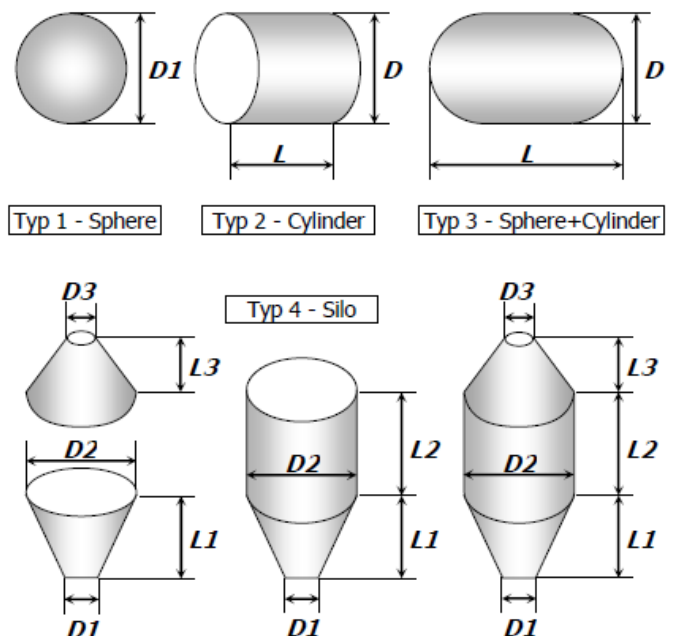 D1
D
D
L
L
Typ 1 - Sphere
Typ 2 - Cylinder
Typ 3 - Sphere+Cylinder
D3
Typ 4 - Silo
D3
L3
L3
D2
D2
L2
D2
L2
L1
L1
L1
D1
D1
D1